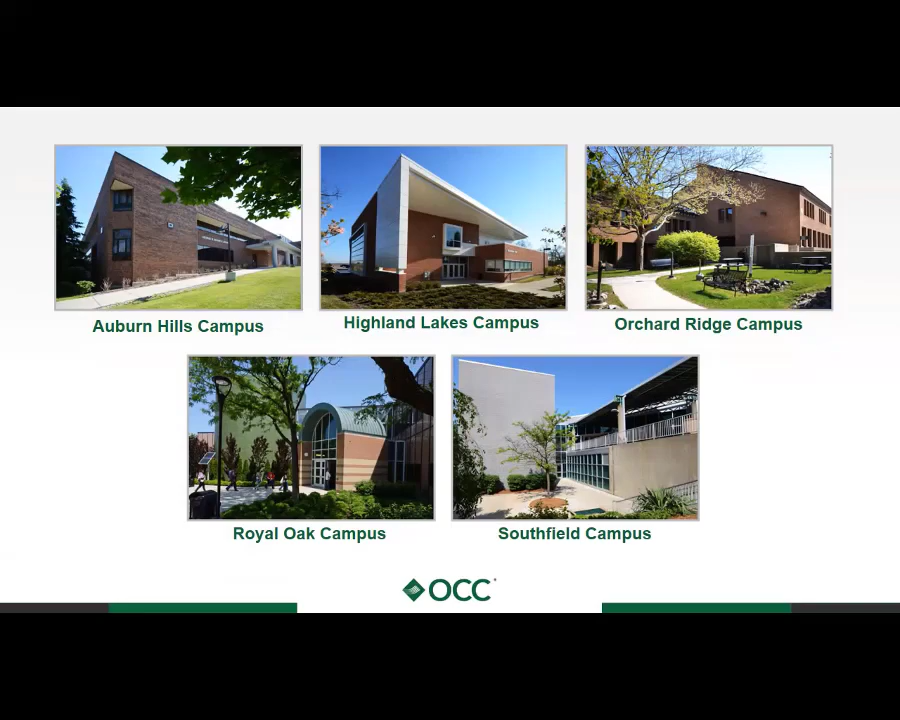 Auburn Hills Campus
Highland Lakes Campus
Orchard Ridge Campus
Royal Oak Campus
Southfield Campus
OCC